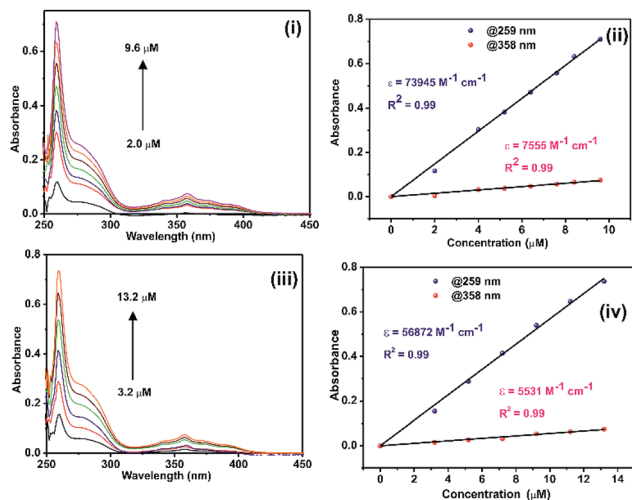 (i)
9.6 μM
2.0 μM
Absorbance
0.6
0.4
0.2
0.0
250 300 350 400 450
Wavelength (nm)
(ii)
@259 nm
@358 nm
ε = 73945 M⁻¹ cm⁻¹
R² = 0.99
ε = 7555 M⁻¹ cm⁻¹
R² = 0.99
Absorbance
0.8
0.6
0.4
0.2
0.0
0 2 4 6 8 10
Concentration (μM)
(iii)
13.2 μM
3.2 μM
Absorbance
0.8
0.6
0.4
0.2
0.0
250 300 350 400 450
Wavelength (nm)
(iv)
@259 nm
@358 nm
ε = 56872 M⁻¹ cm⁻¹
R² = 0.99
ε = 5531 M⁻¹ cm⁻¹
R² = 0.99
Absorbance
0.8
0.6
0.4
0.2
0.0
0 2 4 6 8 10 12 14
Concentration (μM)